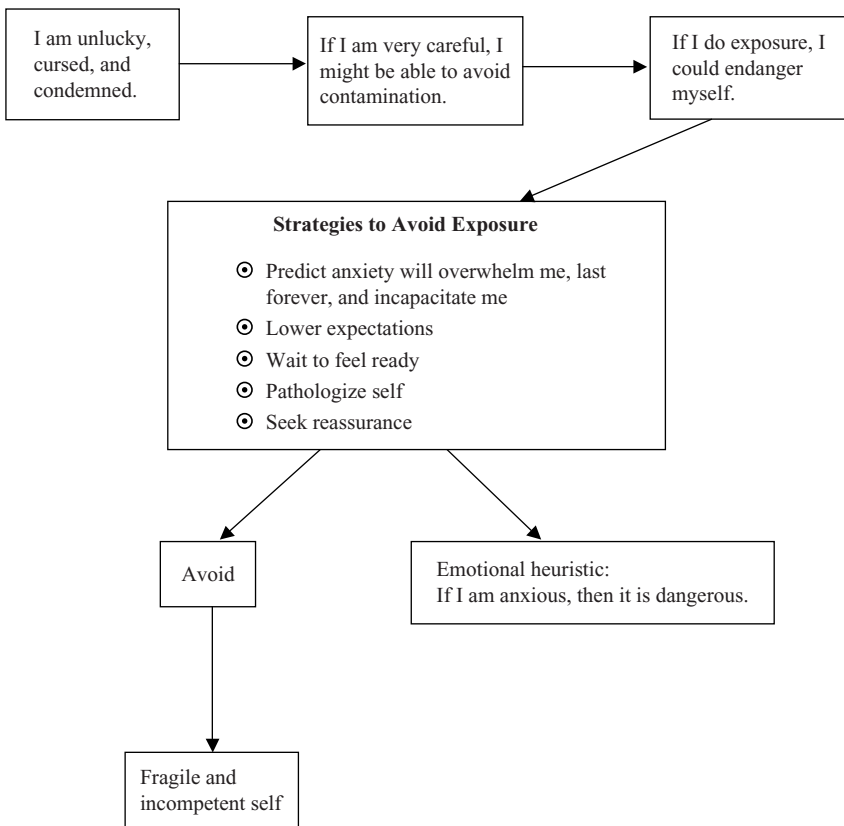 I am unlucky,
cursed, and
condemned.
If I am very careful, I
might be able to avoid
contamination.
If I do exposure, I
could endanger
myself.
Strategies to Avoid Exposure
Predict anxiety will overwhelm me, last
forever, and incapacitate me
Lower expectations
Wait to feel ready
Pathologize self
Seek reassurance
Avoid
Emotional heuristic:
If I am anxious, then it is dangerous.
Fragile and
incompetent self